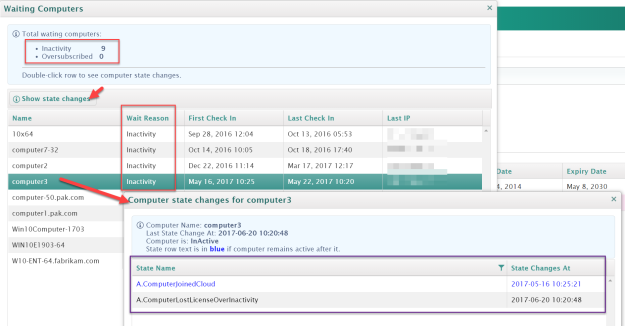 Waiting Computers
Total wating computers:
• Inactivity 9
• Oversubscribed 0
Double-click row to see computer state changes.
Show state changes
Name Wait Reason First Check In Last Check In Last IP
10x64 Inactivity Sep 28, 2016 12:04 Oct 13, 2016 05:53
computer7-32 Inactivity Oct 14, 2016 10:05 Oct 18, 2016 17:40
computer2 Inactivity Dec 22, 2016 11:14 Mar 17, 2017 12:17
computer3 Inactivity May 16, 2017 10:25 May 22, 2017 10:20
computer-50.pak.com
computer1.pak.com
Win10Computer-1703
WIN10E1903-64
W10-ENT-64.fabrikam.com
Date Expiry Date
4, 2014 May 8, 2030
Computer state changes for computer3
Computer Name: computer3
Last State Change At: 2017-06-20 10:20:48
Computer is: InActive
State row text is in blue if computer remains active after it.
State Name State Changes At
A.ComputerJoinedCloud 2017-05-16 10:25:21
A.ComputerLostLicenseOverInactivity 2017-06-20 10:20:48